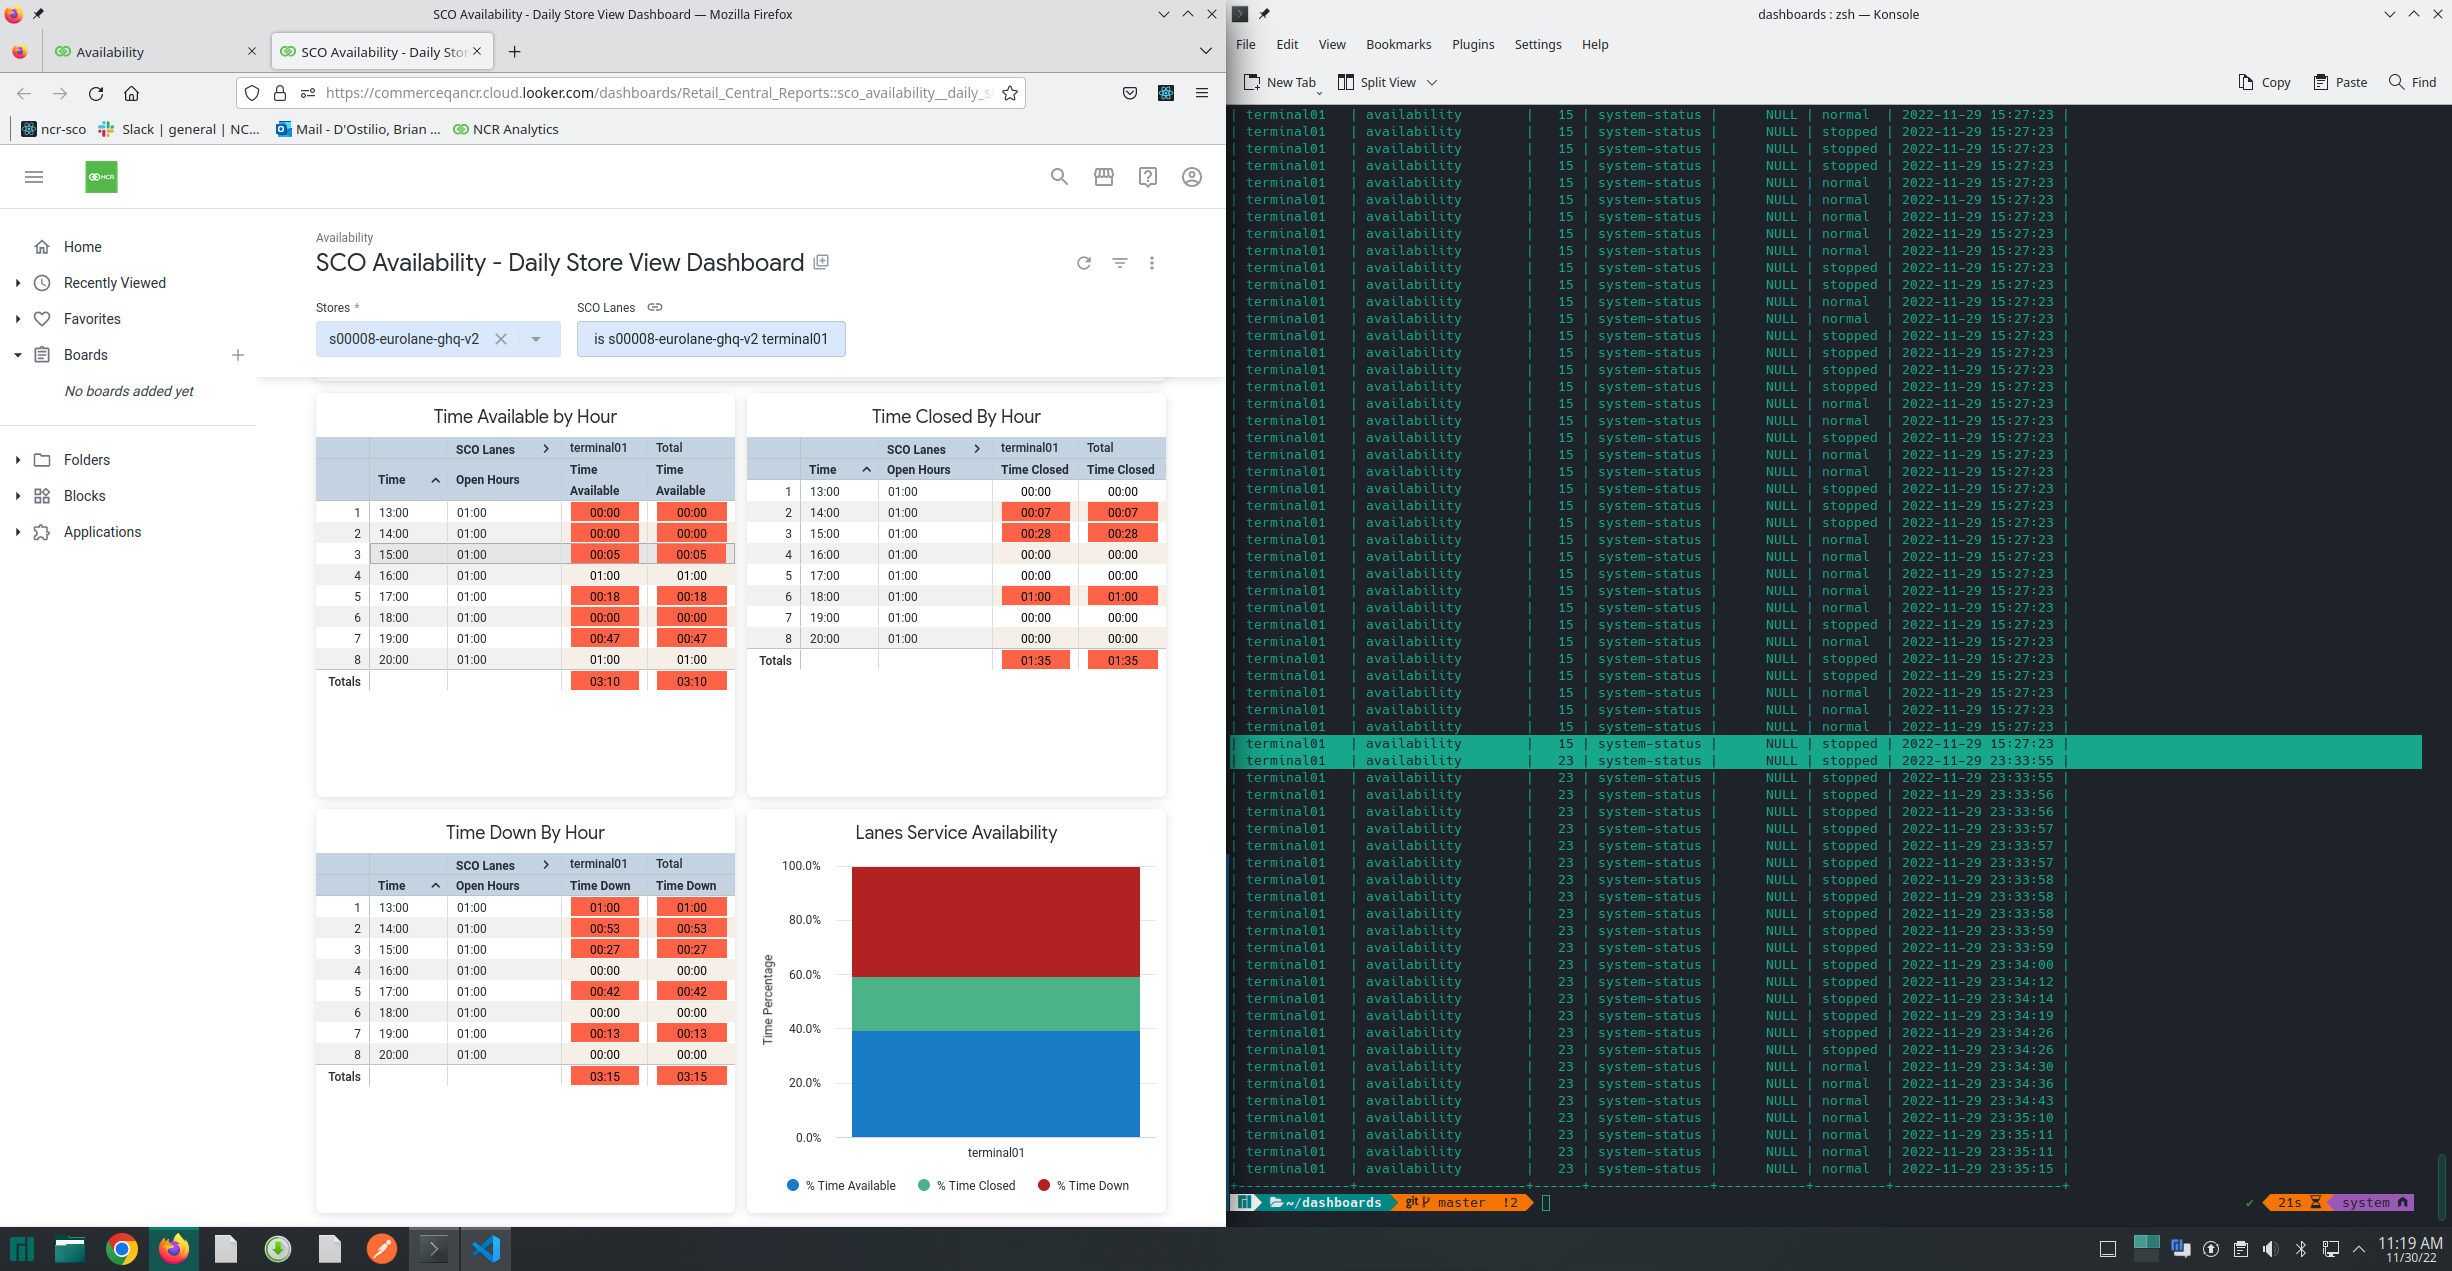 SCO Availability - Daily Store View Dashboard — Mozilla Firefox
Availability
SCO Availability - Daily Stor
https://commerceqancr.cloud.looker.com/dashboards/Retail_Central_Reports::sco_availability__daily_s
ncr-sco
Slack | general | NC...
Mail - D'Ostilio, Brian ...
NCR Analytics
NCR
Home
Recently Viewed
Favorites
Boards
No boards added yet
Folders
Blocks
Applications
Availability
SCO Availability - Daily Store View Dashboard
Stores *
SCO Lanes
s00008-eurolane-ghq-v2
is s00008-eurolane-ghq-v2 terminal01
Time Available by Hour
SCO Lanes terminal01 Total
Time Open Hours Time Available Time Available
1 13:00 01:00 00:00 00:00
2 14:00 01:00 00:00 00:00
3 15:00 01:00 00:05 00:05
4 16:00 01:00 01:00 01:00
5 17:00 01:00 00:18 00:18
6 18:00 01:00 00:00 00:00
7 19:00 01:00 00:47 00:47
8 20:00 01:00 01:00 01:00
Totals 03:10 03:10
Time Closed By Hour
SCO Lanes terminal01 Total
Time Open Hours Time Closed Time Closed
1 13:00 01:00 00:00 00:00
2 14:00 01:00 00:07 00:07
3 15:00 01:00 00:28 00:28
4 16:00 01:00 00:00 00:00
5 17:00 01:00 00:00 00:00
6 18:00 01:00 01:00 01:00
7 19:00 01:00 00:00 00:00
8 20:00 01:00 00:00 00:00
Totals 01:35 01:35
Time Down By Hour
SCO Lanes terminal01 Total
Time Open Hours Time Down Time Down
1 13:00 01:00 01:00 01:00
2 14:00 01:00 00:53 00:53
3 15:00 01:00 00:27 00:27
4 16:00 01:00 00:00 00:00
5 17:00 01:00 00:42 00:42
6 18:00 01:00 00:00 00:00
7 19:00 01:00 00:13 00:13
8 20:00 01:00 00:00 00:00
Totals 03:15 03:15
Lanes Service Availability
Time Percentage
100.0%
80.0%
60.0%
40.0%
20.0%
0.0%
terminal01
% Time Available % Time Closed % Time Down
dashboards : zsh — Konsole
File Edit View Bookmarks Plugins Settings Help
New Tab Split View Copy Paste Find
| terminal01 | availability | 15 | system-status | NULL | normal | 2022-11-29 15:27:23 |
| terminal01 | availability | 15 | system-status | NULL | stopped | 2022-11-29 15:27:23 |
| terminal01 | availability | 15 | system-status | NULL | stopped | 2022-11-29 15:27:23 |
| terminal01 | availability | 15 | system-status | NULL | stopped | 2022-11-29 15:27:23 |
| terminal01 | availability | 15 | system-status | NULL | normal | 2022-11-29 15:27:23 |
| terminal01 | availability | 15 | system-status | NULL | normal | 2022-11-29 15:27:23 |
| terminal01 | availability | 15 | system-status | NULL | normal | 2022-11-29 15:27:23 |
| terminal01 | availability | 15 | system-status | NULL | normal | 2022-11-29 15:27:23 |
| terminal01 | availability | 15 | system-status | NULL | normal | 2022-11-29 15:27:23 |
| terminal01 | availability | 15 | system-status | NULL | stopped | 2022-11-29 15:27:23 |
| terminal01 | availability | 15 | system-status | NULL | stopped | 2022-11-29 15:27:23 |
| terminal01 | availability | 15 | system-status | NULL | normal | 2022-11-29 15:27:23 |
| terminal01 | availability | 15 | system-status | NULL | normal | 2022-11-29 15:27:23 |
| terminal01 | availability | 15 | system-status | NULL | stopped | 2022-11-29 15:27:23 |
| terminal01 | availability | 15 | system-status | NULL | stopped | 2022-11-29 15:27:23 |
| terminal01 | availability | 15 | system-status | NULL | stopped | 2022-11-29 15:27:23 |
| terminal01 | availability | 15 | system-status | NULL | stopped | 2022-11-29 15:27:23 |
| terminal01 | availability | 15 | system-status | NULL | normal | 2022-11-29 15:27:23 |
| terminal01 | availability | 15 | system-status | NULL | normal | 2022-11-29 15:27:23 |
| terminal01 | availability | 15 | system-status | NULL | stopped | 2022-11-29 15:27:23 |
| terminal01 | availability | 15 | system-status | NULL | normal | 2022-11-29 15:27:23 |
| terminal01 | availability | 15 | system-status | NULL | normal | 2022-11-29 15:27:23 |
| terminal01 | availability | 15 | system-status | NULL | stopped | 2022-11-29 15:27:23 |
| terminal01 | availability | 15 | system-status | NULL | stopped | 2022-11-29 15:27:23 |
| terminal01 | availability | 15 | system-status | NULL | stopped | 2022-11-29 15:27:23 |
| terminal01 | availability | 15 | system-status | NULL | normal | 2022-11-29 15:27:23 |
| terminal01 | availability | 15 | system-status | NULL | normal | 2022-11-29 15:27:23 |
| terminal01 | availability | 15 | system-status | NULL | normal | 2022-11-29 15:27:23 |
| terminal01 | availability | 15 | system-status | NULL | normal | 2022-11-29 15:27:23 |
| terminal01 | availability | 15 | system-status | NULL | normal | 2022-11-29 15:27:23 |
| terminal01 | availability | 15 | system-status | NULL | stopped | 2022-11-29 15:27:23 |
| terminal01 | availability | 15 | system-status | NULL | normal | 2022-11-29 15:27:23 |
| terminal01 | availability | 15 | system-status | NULL | stopped | 2022-11-29 15:27:23 |
| terminal01 | availability | 15 | system-status | NULL | stopped | 2022-11-29 15:27:23 |
| terminal01 | availability | 15 | system-status | NULL | normal | 2022-11-29 15:27:23 |
| terminal01 | availability | 15 | system-status | NULL | normal | 2022-11-29 15:27:23 |
| terminal01 | availability | 15 | system-status | NULL | normal | 2022-11-29 15:27:23 |
| terminal01 | availability | 15 | system-status | NULL | stopped | 2022-11-29 15:27:23 |
| terminal01 | availability | 23 | system-status | NULL | stopped | 2022-11-29 23:33:55 |
| terminal01 | availability | 23 | system-status | NULL | stopped | 2022-11-29 23:33:55 |
| terminal01 | availability | 23 | system-status | NULL | stopped | 2022-11-29 23:33:56 |
| terminal01 | availability | 23 | system-status | NULL | stopped | 2022-11-29 23:33:56 |
| terminal01 | availability | 23 | system-status | NULL | stopped | 2022-11-29 23:33:57 |
| terminal01 | availability | 23 | system-status | NULL | stopped | 2022-11-29 23:33:57 |
| terminal01 | availability | 23 | system-status | NULL | stopped | 2022-11-29 23:33:57 |
| terminal01 | availability | 23 | system-status | NULL | stopped | 2022-11-29 23:33:58 |
| terminal01 | availability | 23 | system-status | NULL | stopped | 2022-11-29 23:33:58 |
| terminal01 | availability | 23 | system-status | NULL | stopped | 2022-11-29 23:33:58 |
| terminal01 | availability | 23 | system-status | NULL | stopped | 2022-11-29 23:33:59 |
| terminal01 | availability | 23 | system-status | NULL | stopped | 2022-11-29 23:33:59 |
| terminal01 | availability | 23 | system-status | NULL | stopped | 2022-11-29 23:34:00 |
| terminal01 | availability | 23 | system-status | NULL | stopped | 2022-11-29 23:34:12 |
| terminal01 | availability | 23 | system-status | NULL | stopped | 2022-11-29 23:34:14 |
| terminal01 | availability | 23 | system-status | NULL | stopped | 2022-11-29 23:34:19 |
| terminal01 | availability | 23 | system-status | NULL | stopped | 2022-11-29 23:34:26 |
| terminal01 | availability | 23 | system-status | NULL | stopped | 2022-11-29 23:34:26 |
| terminal01 | availability | 23 | system-status | NULL | normal | 2022-11-29 23:34:30 |
| terminal01 | availability | 23 | system-status | NULL | normal | 2022-11-29 23:34:36 |
| terminal01 | availability | 23 | system-status | NULL | normal | 2022-11-29 23:34:43 |
| terminal01 | availability | 23 | system-status | NULL | normal | 2022-11-29 23:35:10 |
| terminal01 | availability | 23 | system-status | NULL | normal | 2022-11-29 23:35:11 |
| terminal01 | availability | 23 | system-status | NULL | normal | 2022-11-29 23:35:11 |
| terminal01 | availability | 23 | system-status | NULL | normal | 2022-11-29 23:35:15 |
~/dashboards git master !2 ✔ 21s system
11:19 AM
11/30/22